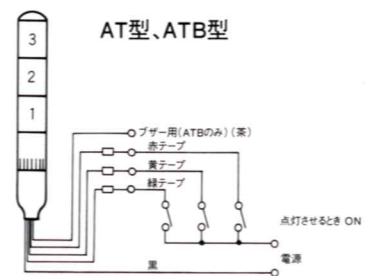 AT型、ATB型
3
2
1
ブザー用(ATBのみ)(茶)
赤テープ
黄テープ
緑テープ
点灯させるとき ON
電源
黒